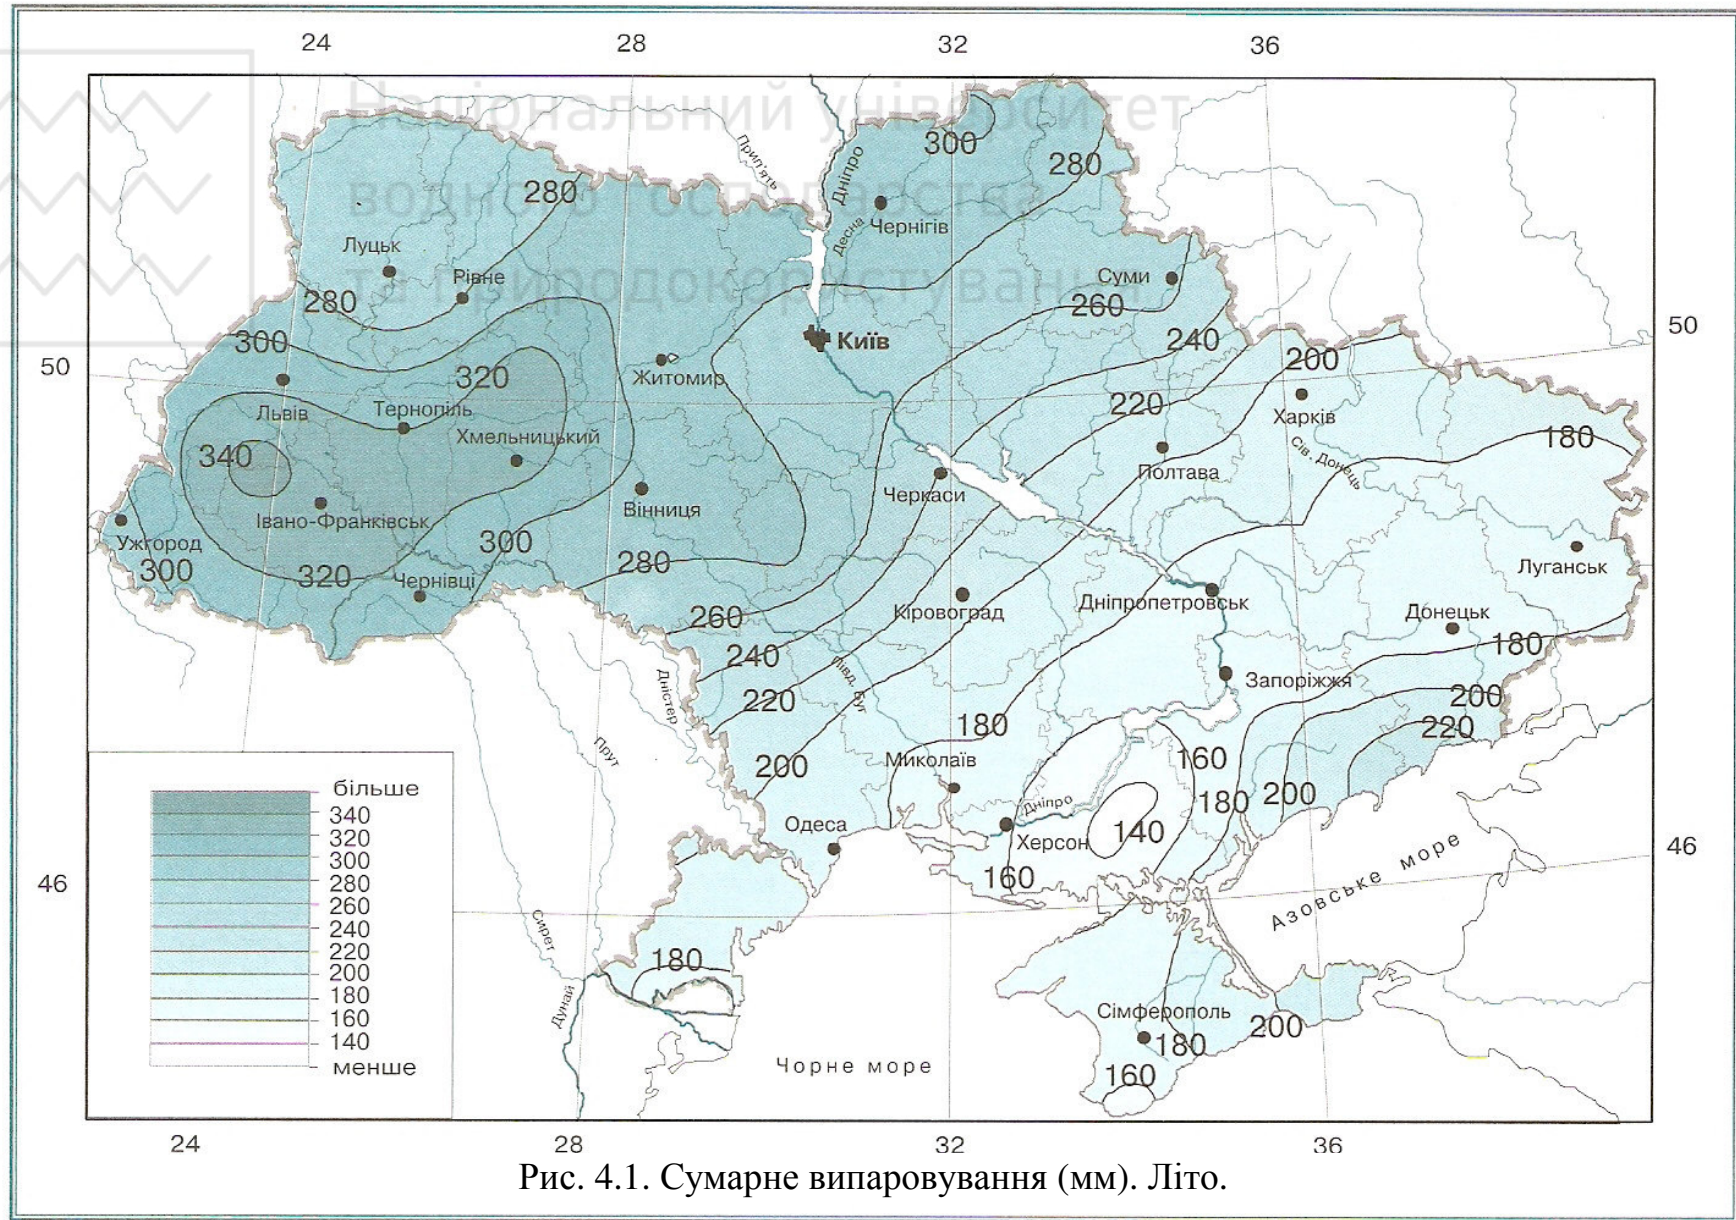 24 28 32 36
Національний університет
водного господарства
та природокористування
300
280
Прип'ять
Дніпро
280
Десна
Чернігів
Луцьк
Рівне
280
Суми
260
300
Київ
240
50
50
200
320
Житомир
220
Львів
Тернопіль
Харків
Хмельницький
180
340
Сів. Донець
Полтава
Черкаси
Вінниця
Івано-Франківськ
Ужгород
300
300
280
320
Чернівці
Луганськ
260
Кіровоград
Дніпропетровськ
Донецьк
240
180
Півд. Буг
Дністер
220
Запоріжжя
200
180
220
Прут
200
Миколаїв
160
180
200
Дніпро
Одеса
Херсон
140
160
46
46
Азовське море
Сирет
180
Дунай
Сімферополь
180
200
160
Чорне море
більше
340
320
300
280
260
240
220
200
180
160
140
менше
24 28 32 36
Рис. 4.1. Сумарне випаровування (мм). Літо.